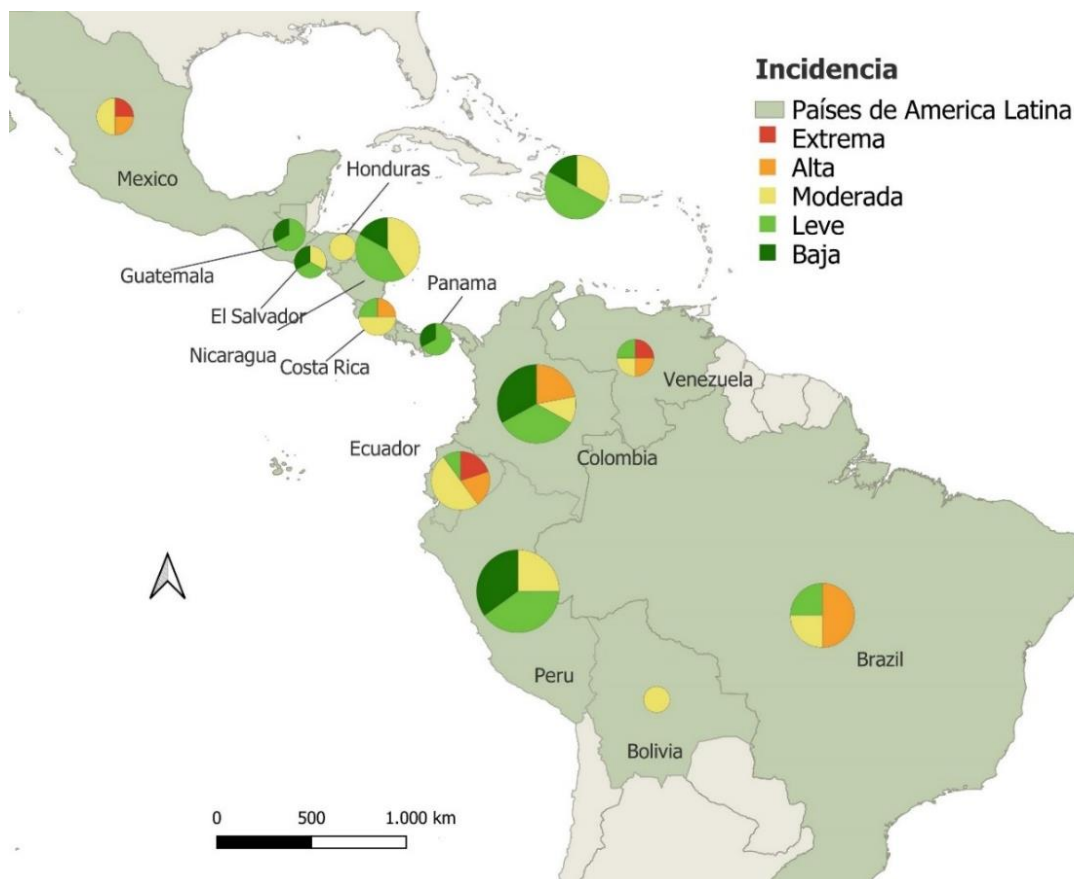 Incidencia
Países de America Latina
Extrema
Alta
Moderada
Leve
Baja
Honduras
Mexico
Guatemala
Panama
El Salvador
Nicaragua
Costa Rica
Venezuela
Ecuador
Colombia
Brazil
Peru
Bolivia
0 500 1.000 km